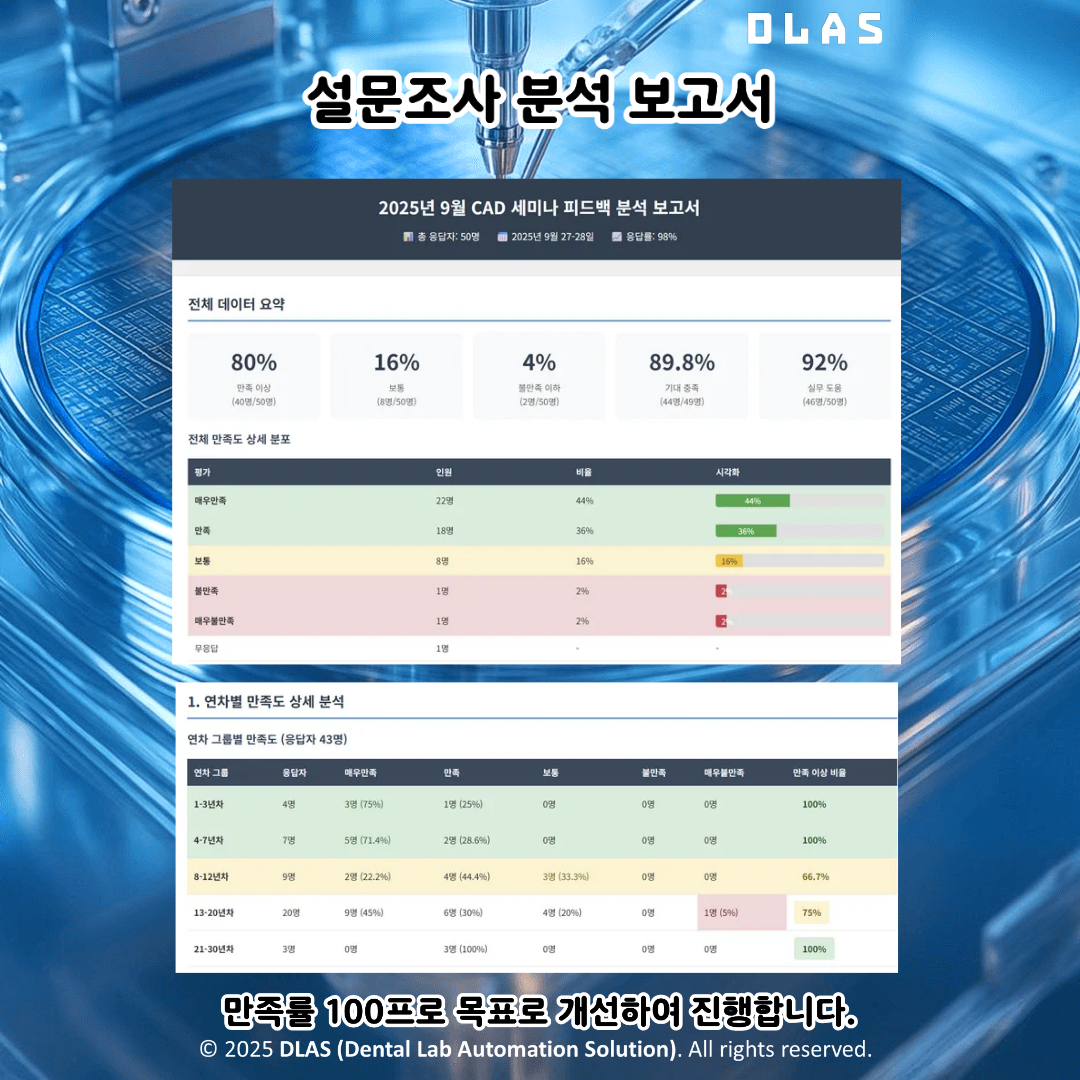 DLAS
설문조사 분석 보고서
2025년 9월 CAD 세미나 피드백 분석 보고서
총 응답자: 50명 2025년 9월 27-28일 응답률: 98%
전체 데이터 요약
80% 16% 4% 89.8% 92%
만족 이상 보통 불만족 이하 기대 충족 실무 도움
(40명/50명) (8명/50명) (2명/50명) (44명/49명) (46명/50명)
전체 만족도 상세 분포
평가 인원 비율 시각화
매우만족 22명 44% 44%
만족 18명 36% 36%
보통 8명 16% 16%
불만족 1명 2% 2%
매우불만족 1명 2% 2%
무응답 1명 - -
1. 연차별 만족도 상세 분석
연차 그룹별 만족도 (응답자 43명)
연차 그룹 응답자 매우만족 만족 보통 불만족 매우불만족 만족 이상 비율
1-3년차 4명 3명 (75%) 1명 (25%) 0명 0명 0명 100%
4-7년차 7명 5명 (71.4%) 2명 (28.6%) 0명 0명 0명 100%
8-12년차 9명 2명 (22.2%) 4명 (44.4%) 3명 (33.3%) 0명 0명 66.7%
13-20년차 20명 9명 (45%) 6명 (30%) 4명 (20%) 0명 1명 (5%) 75%
21-30년차 3명 0명 3명 (100%) 0명 0명 0명 100%
만족률 100프로 목표로 개선하여 진행합니다.
© 2025 DLAS (Dental Lab Automation Solution). All rights reserved.